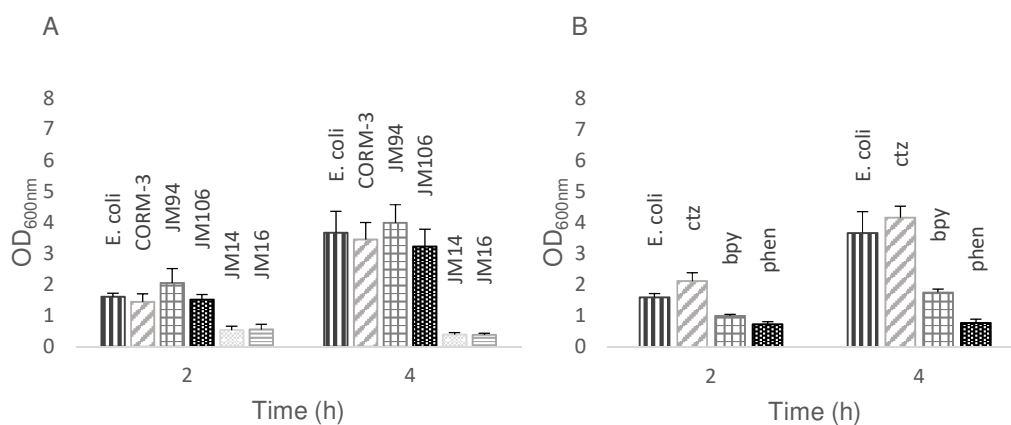 A
OD600nm
8
7
6
5
4
3
2
1
0
E. coli
CORM-3
JM94
JM106
JM14
JM16
E. coli
CORM-3
JM94
JM106
JM14
JM16
2
4
Time (h)
B
OD600nm
8
7
6
5
4
3
2
1
0
E. coli
ctz
bpy
phen
E. coli
ctz
bpy
phen
2
4
Time (h)